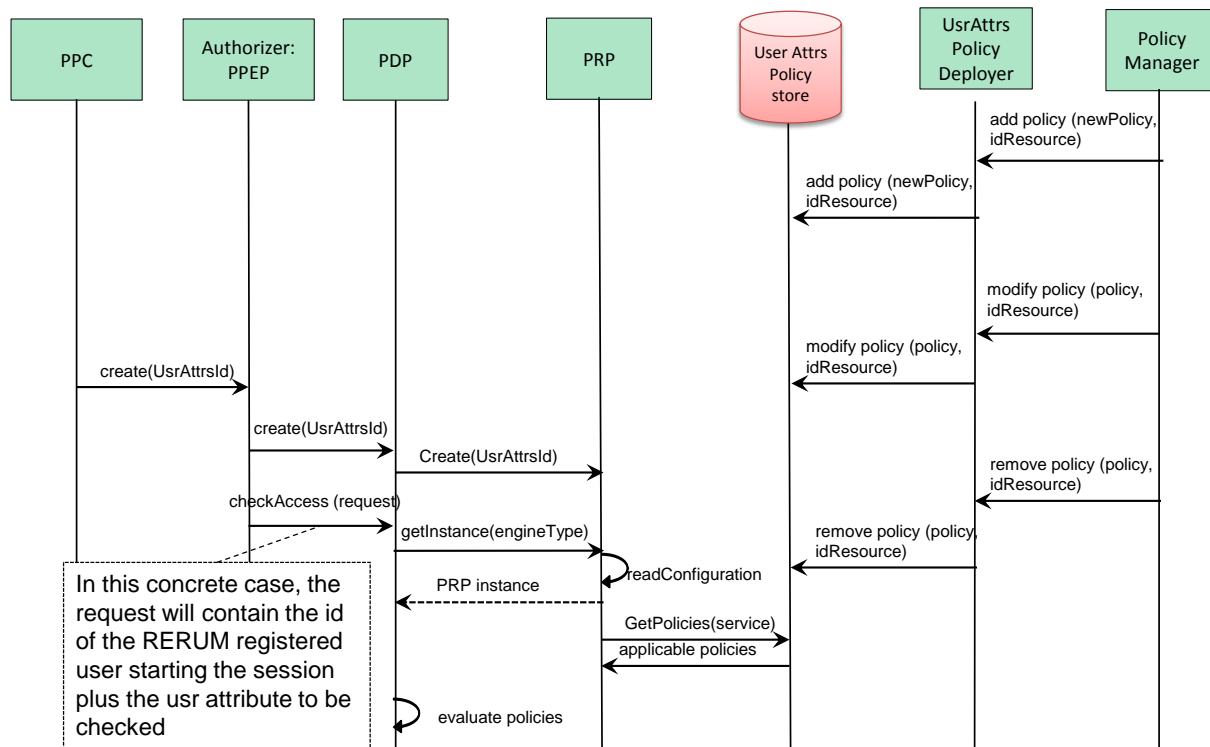 PPC
Authorizer:
PPEP
PDP
PRP
User Attrs
Policy
store
UsrAttrs
Policy
Deployer
Policy
Manager
add policy (newPolicy,
idResource)
add policy (newPolicy,
idResource)
modify policy (policy,
idResource)
modify policy (policy,
idResource)
create(UsrAttrsId)
create(UsrAttrsId)
Create(UsrAttrsId)
remove policy (policy,
idResource)
checkAccess (request)
getInstance(engineType)
remove policy (policy,
idResource)
readConfiguration
PRP instance
In this concrete case, the
request will contain the id
of the RERUM registered
user starting the session
plus the usr attribute to be
checked
GetPolicies(service)
applicable policies
evaluate policies